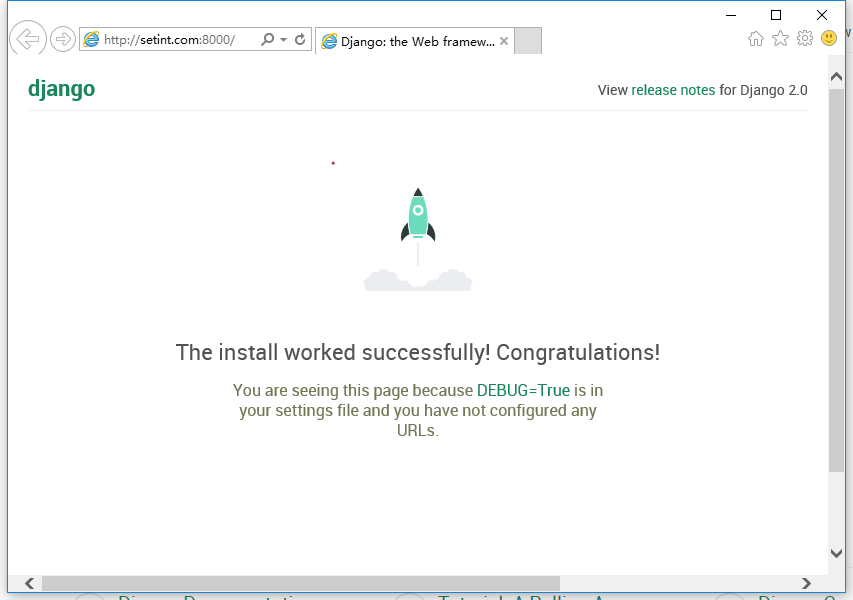 http://setint.com:8000/
Django: the Web framew...
django
View release notes for Django 2.0
The install worked successfully! Congratulations!
You are seeing this page because DEBUG=True is in
your settings file and you have not configured any
URLs.